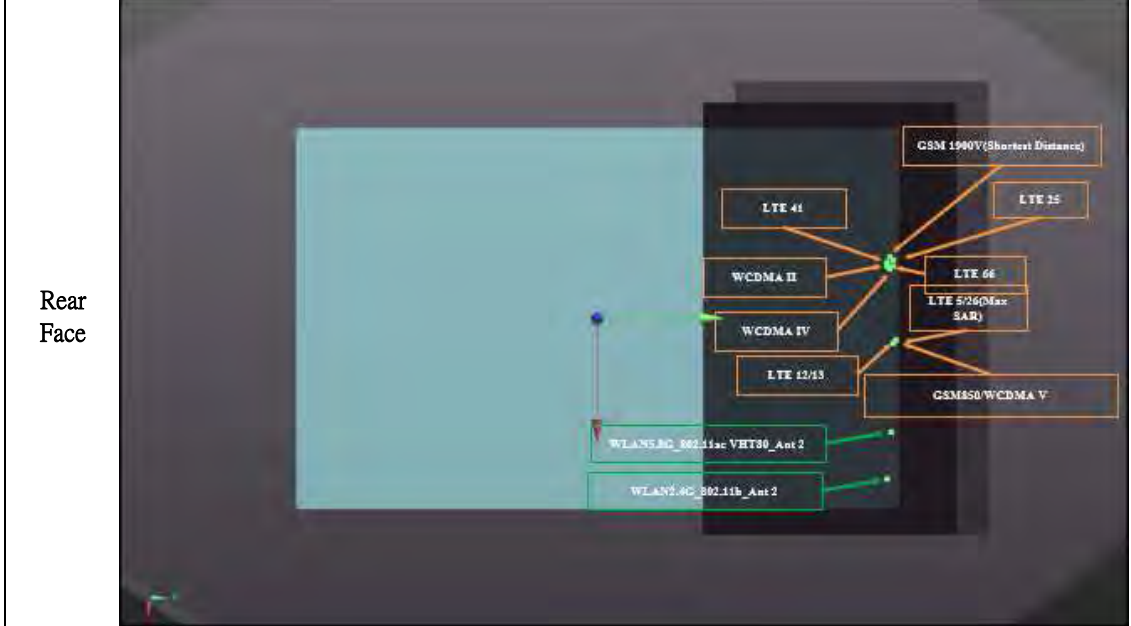 Rear
Face
GSM 1900V(Shortest Distance)
LTE 41
LTE 25
WCDMA II
LTE 66
LTE 5/26(Max
SAR)
WCDMA IV
LTE 12/13
GSM850/WCDMA V
WLAN5.8G_802.11ac VHT80_Ant 2
WLAN2.4G_802.11b_Ant 2